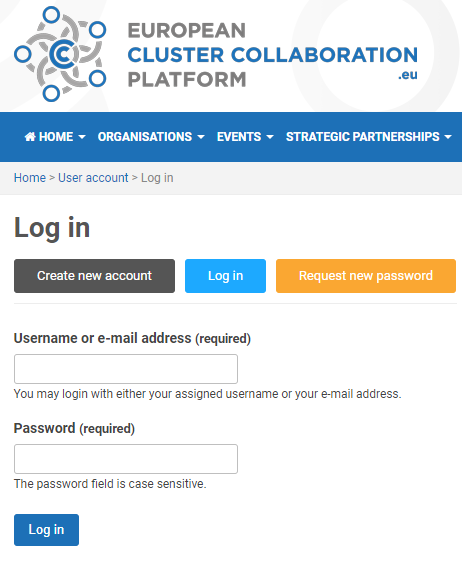 EUROPEAN
CLUSTER COLLABORATION
PLATFORM
.eu
HOME ORGANISATIONS EVENTS STRATEGIC PARTNERSHIPS
Home > User account > Log in
Log in
Create new account Log in Request new password
Username or e-mail address (required)
You may login with either your assigned username or your e-mail address.
Password (required)
The password field is case sensitive.
Log in